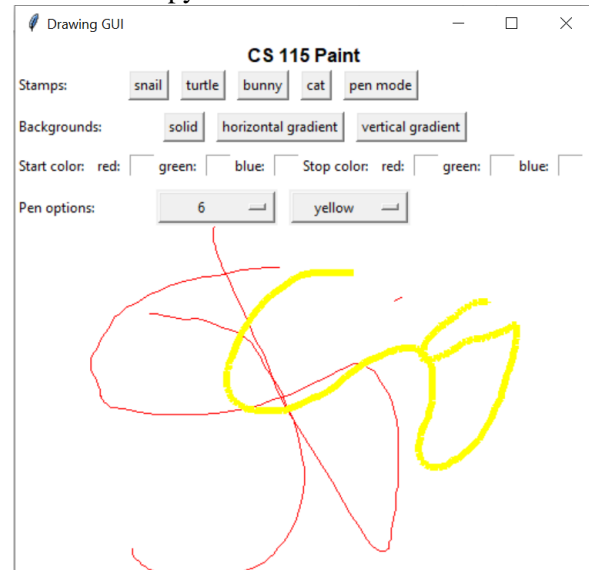 Drawing GUI
CS 115 Paint
Stamps: snail turtle bunny cat pen mode
Backgrounds: solid horizontal gradient vertical gradient
Start color: red: green: blue: Stop color: red: green: blue:
Pen options: 6 yellow